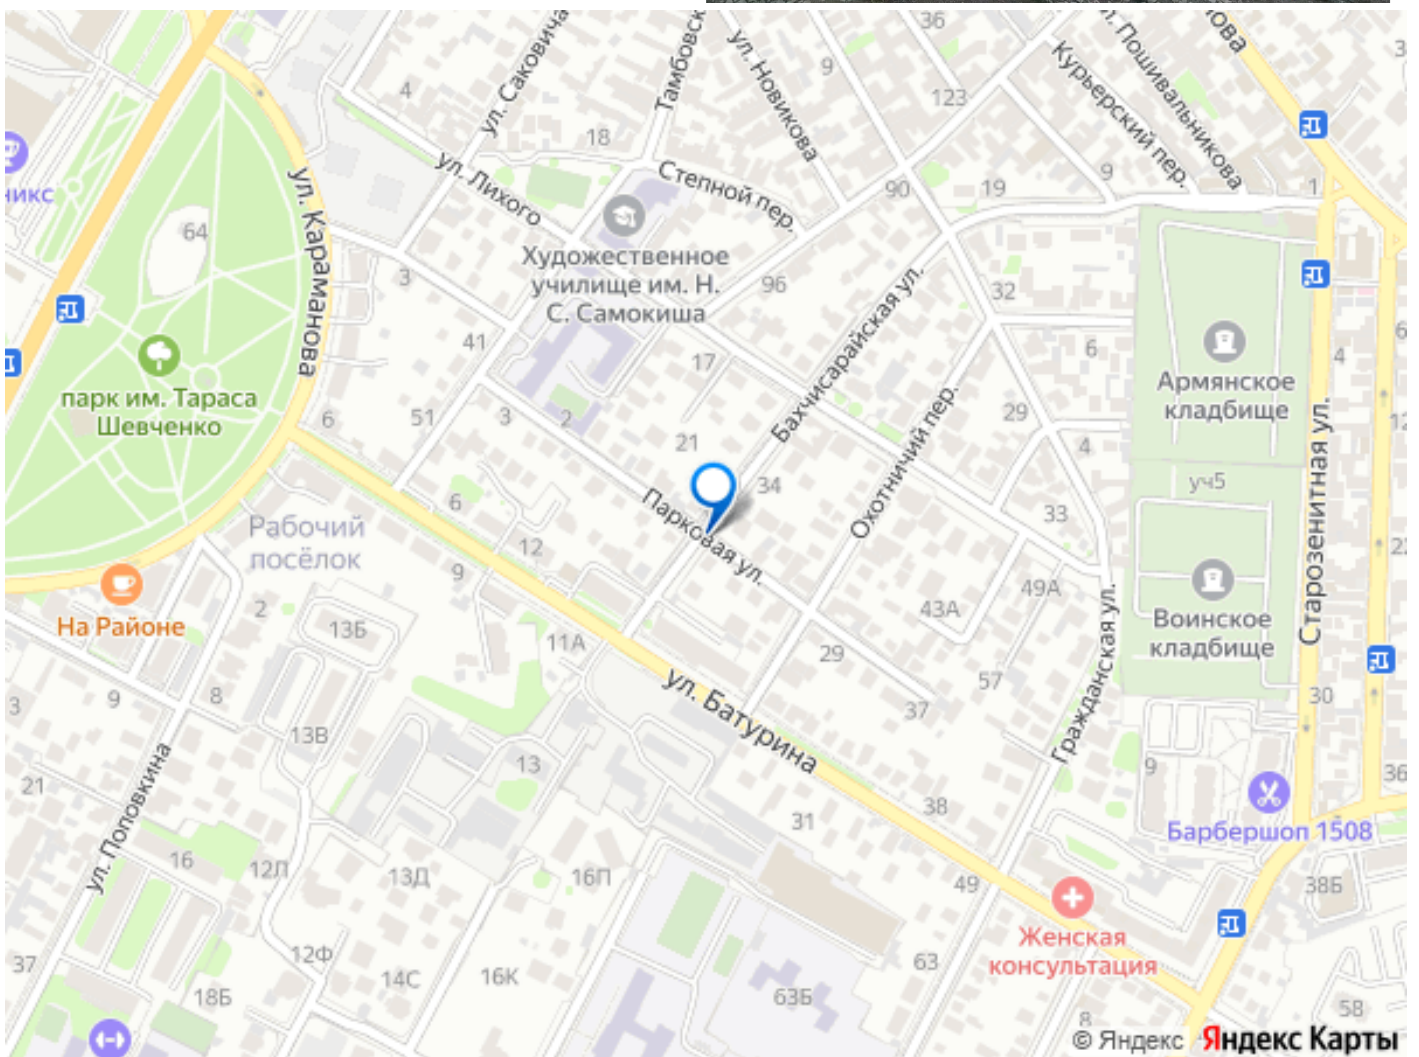 36
ул. Саковича
Тамбовск
ул. Новикова
9
123
Курьерский пер.
ул. Пошивальникова
нова
4
18
Степной пер.
ул. Лихого
90
19
9
1
никс
64
ул. Караманова
Художественное
училище им. Н.
С. Самокиша
96
3
41
17
Бахчисарайская ул.
32
6
4
Армянское
кладбище
парк им. Тараса
Шевченко
6
51
3
2
21
34
Охотничий пер.
29
4
уч5
Старозенитная ул.
Парковая ул.
33
6
12
Рабочий
посёлок
9
На Районе
2
13Б
11А
43А
49А
Воинское
кладбище
29
57
37
ул. Батурина
Гражданская ул.
30
3
9
8
13В
13
21
ул. Поповкина
9
36
38
31
Барбершоп 1508
16
12Л
13Д
16П
49
38Б
Женская
консультация
37
12Ф
14С
16К
63
18Б
63Б
58
8
© Яндекс Яндекс Карты